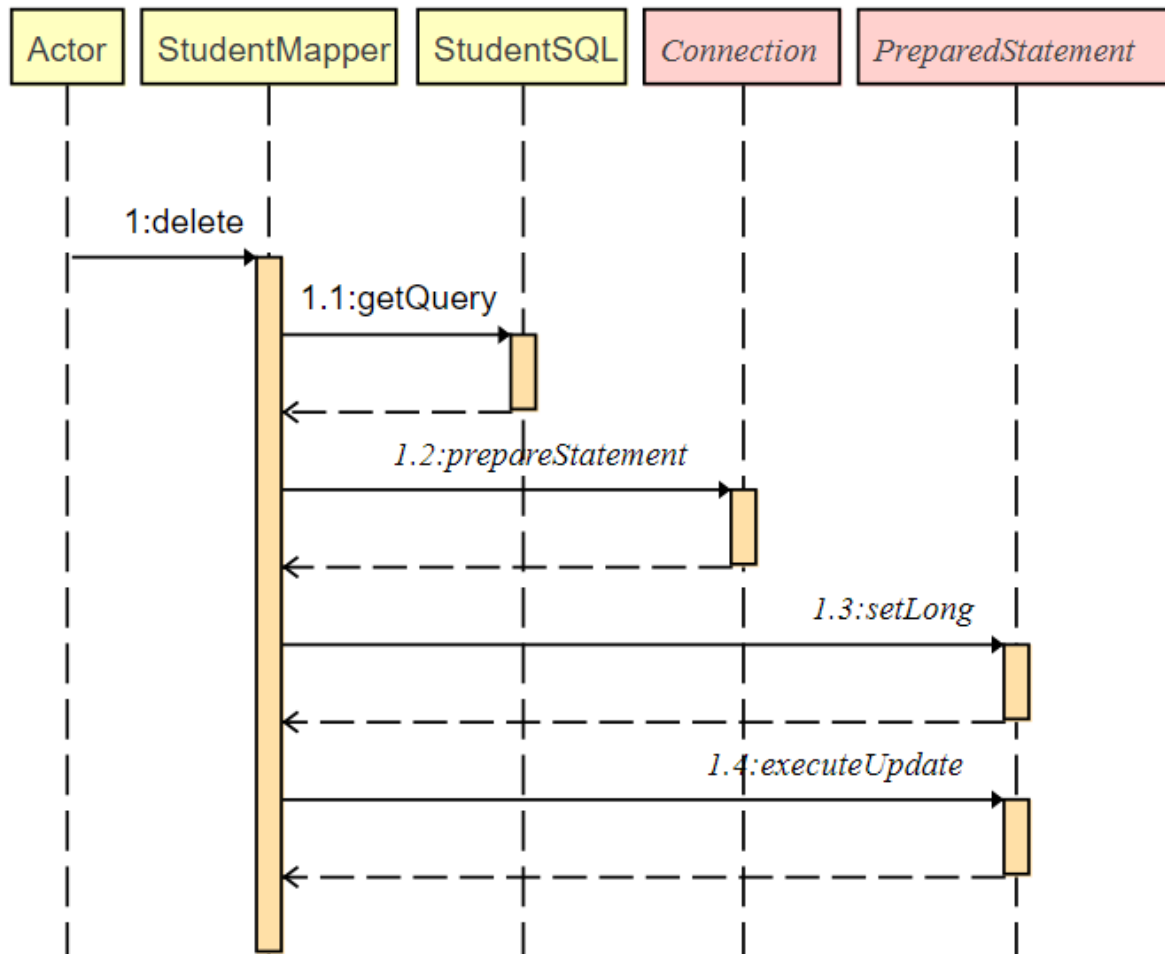 Actor
StudentMapper
StudentSQL
Connection
PreparedStatement
1:delete
1.1:getQuery
1.2:prepareStatement
1.3:setLong
1.4:executeUpdate